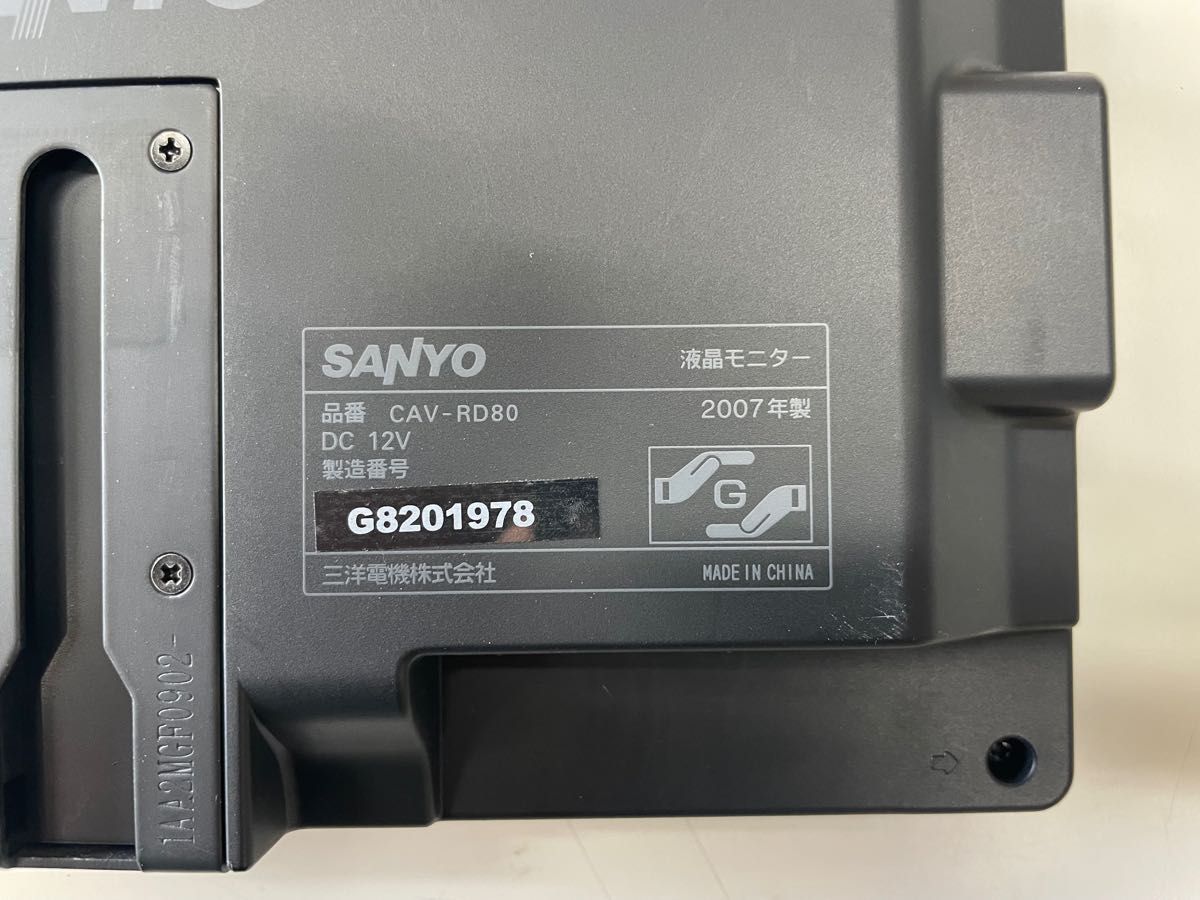 SANYO
液晶モニター
品番 CAV-RD80
2007年製
DC 12V
製造番号
G
G8201978
三洋電機株式会社
MADE IN CHINA
1AA2MGF0902-